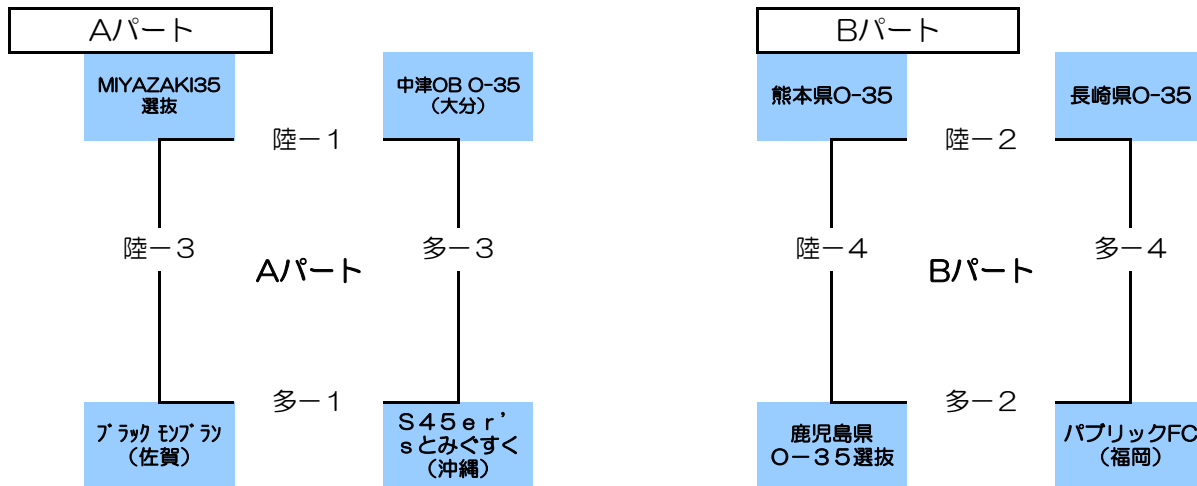 Aパート
Bパート
MIYAZAKI35
選抜
中津OB O-35
(大分)
熊本県O-35
長崎県O-35
陸－1
陸－2
陸－3
多－3
陸－4
多－4
Aパート
Bパート
多－1
多－2
ﾌﾞﾗｯｸ ﾓﾝﾌﾞﾗﾝ
(佐賀)
Ｓ４５ｅｒ’
ｓとみぐすく
(沖縄)
鹿児島県
Ｏ－３５選抜
パブリックFC
(福岡)